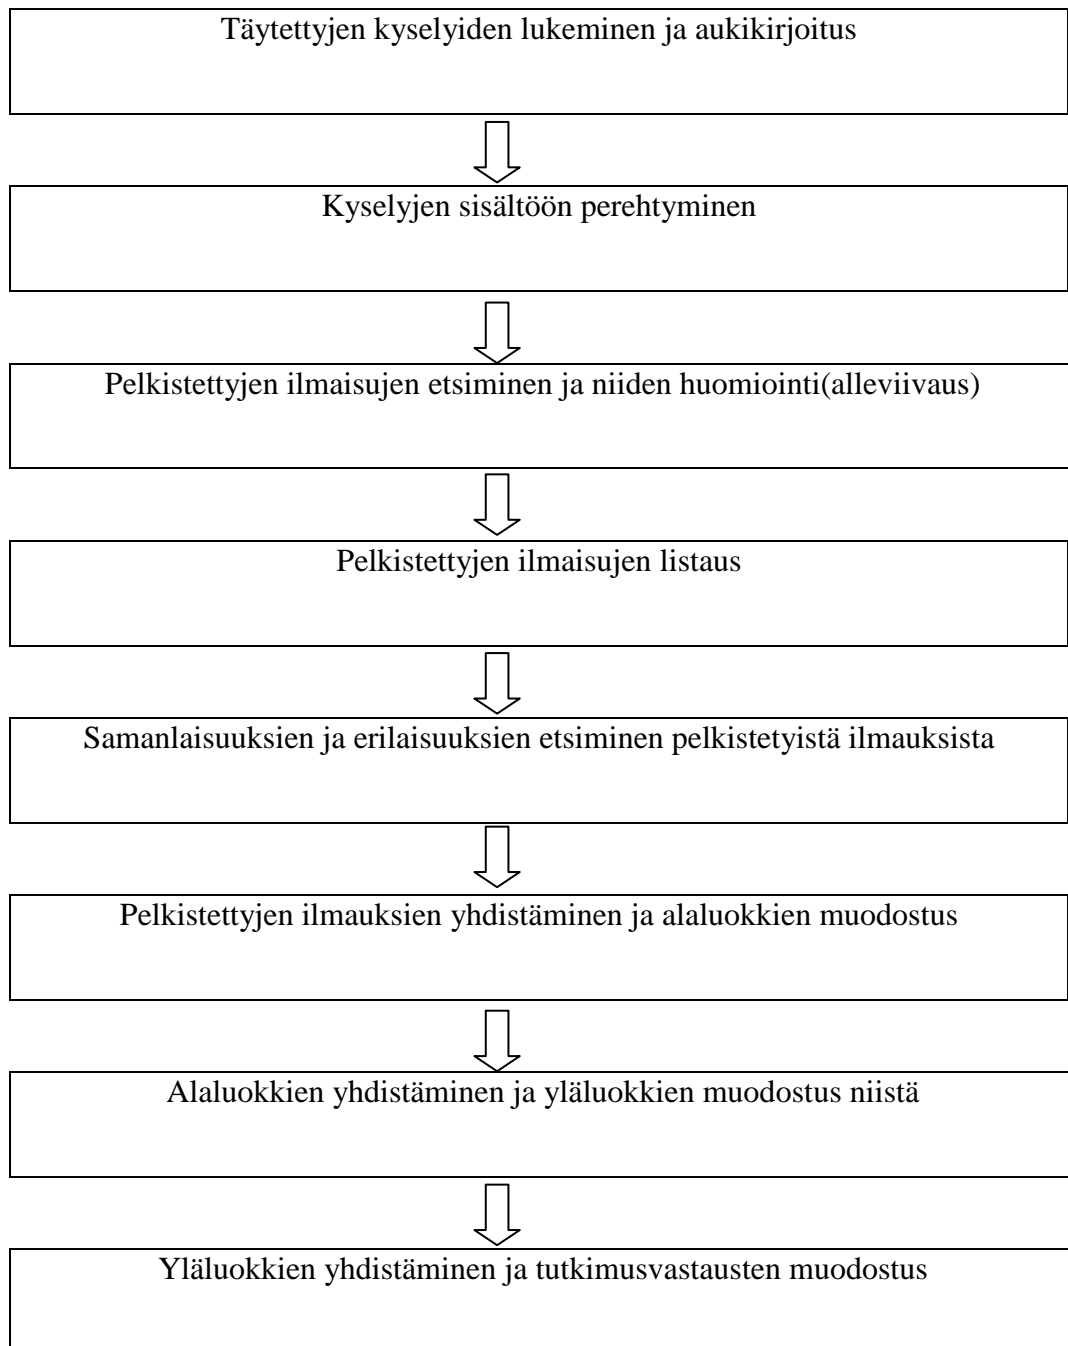 Täytettyjen kyselyiden lukeminen ja aukikirjoitus
Kyselyjen sisältöön perehtyminen
Pelkistettyjen ilmaisujen etsiminen ja niiden huomiointi(alleviivaus)
Pelkistettyjen ilmaisujen listaus
Samanlaisuuksien ja erilaisuuksien etsiminen pelkistetyistä ilmauksista
Pelkistettyjen ilmauksien yhdistäminen ja alaluokkien muodostus
Alaluokkien yhdistäminen ja yläluokkien muodostus niistä
Yläluokkien yhdistäminen ja tutkimusvastausten muodostus